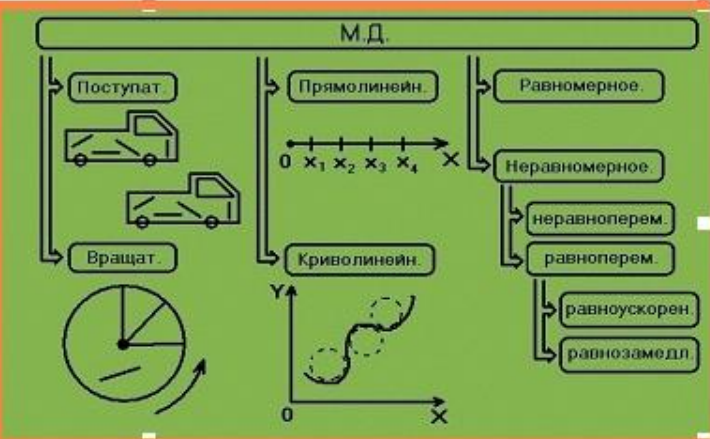 М.Д.
Поступат.
Прямолинейн.
Равномерное.
0 x₁ x₂ x₃ x₄ X
Неравномерное.
неравноперем.
Вращат.
Криволинейн.
равноперем.
Y
равноускорен.
равнозамедл.
0 X